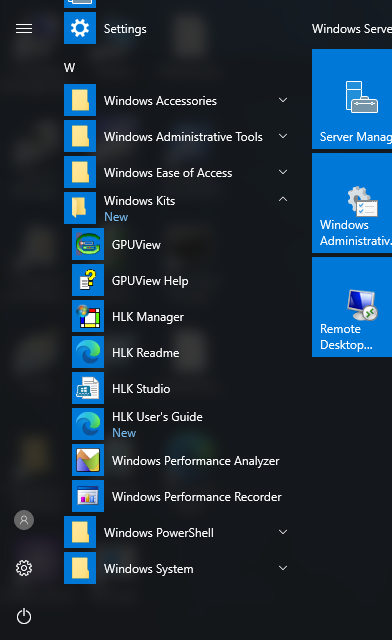 Settings
Windows Serve
W
Windows Accessories
Windows Administrative Tools
Windows Ease of Access
Windows Kits
New
GPUView
GPUView Help
HLK Manager
HLK Readme
HLK Studio
HLK User's Guide
New
Windows Performance Analyzer
Windows Performance Recorder
Windows PowerShell
Windows System
Server Manag
Windows
Administrativ...
Remote
Desktop...